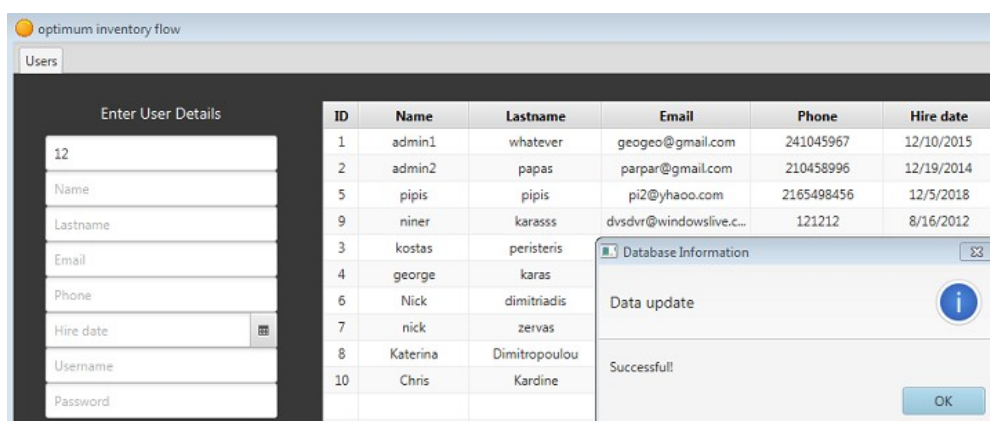 optimum inventory flow
Users
Enter User Details
12
Name
Lastname
Email
Phone
Hire date
Username
Password
ID Name Lastname Email Phone Hire date
1 admin1 whatever geogeo@gmail.com 241045967 12/10/2015
2 admin2 papas parpar@gmail.com 210458996 12/19/2014
5 pipis pipis pi2@yhaoo.com 2165498456 12/5/2018
9 niner karasss dvsdvr@windowslive.c... 121212 8/16/2012
3 kostas peristeris
4 george karas
6 Nick dimitriadis
7 nick zervas
8 Katerina Dimitropoulou
10 Chris Kardine
Database Information
Data update
Successful!
OK